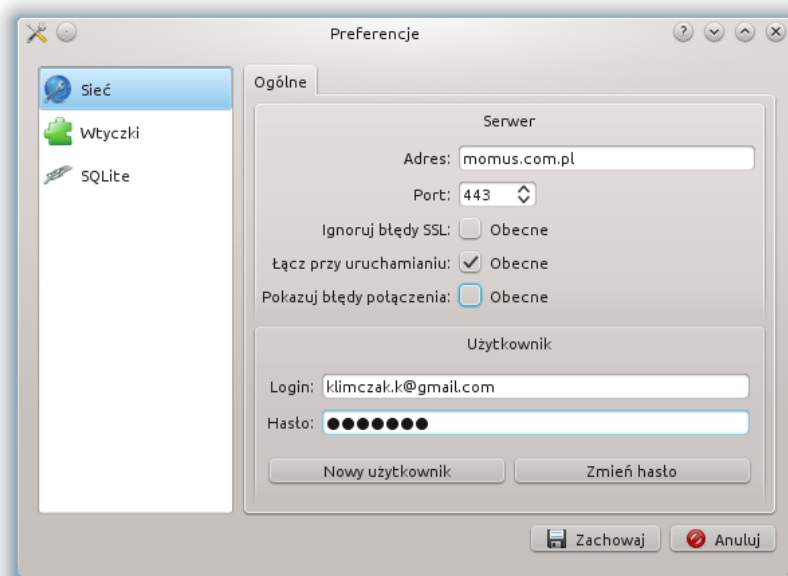 Preferencje
Sieć
Wtyczki
SQLite
Ogólne
Serwer
Adres: momus.com.pl
Port: 443
Ignoruj błędy SSL: Obecne
Łącz przy uruchamianiu: Obecne
Pokazuj błędy połączenia: Obecne
Użytkownik
Login: klimczak.k@gmail.com
Hasło: ●●●●●●●
Nowy użytkownik Zmień hasło
Zachowaj Anuluj